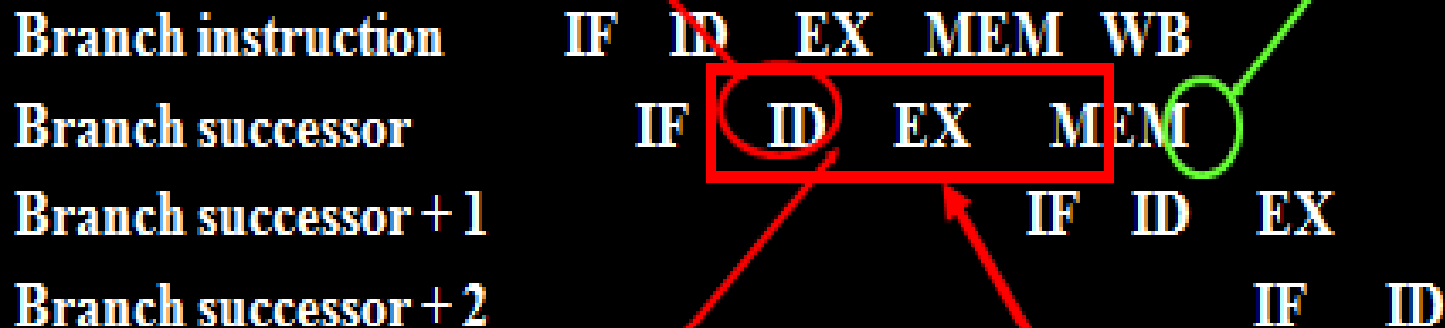 Branch instruction IF ID EX MEM WB
Branch successor IF ID EX MEM
Branch successor + 1 IF ID EX
Branch successor + 2 IF ID